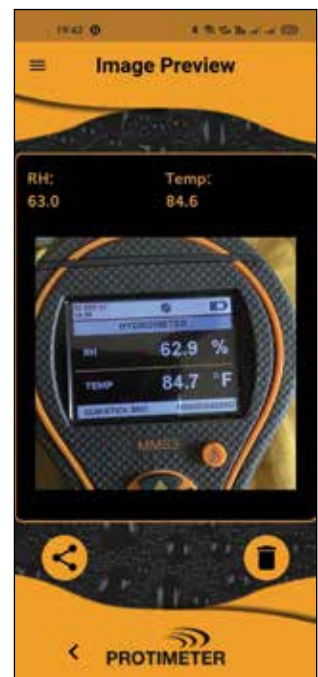 19:42
Image Preview
RH: Temp:
63.0 84.6
HYGROMETER
RH 62.9 %
TEMP 84.7 °F
MMS3
PROTIMETER